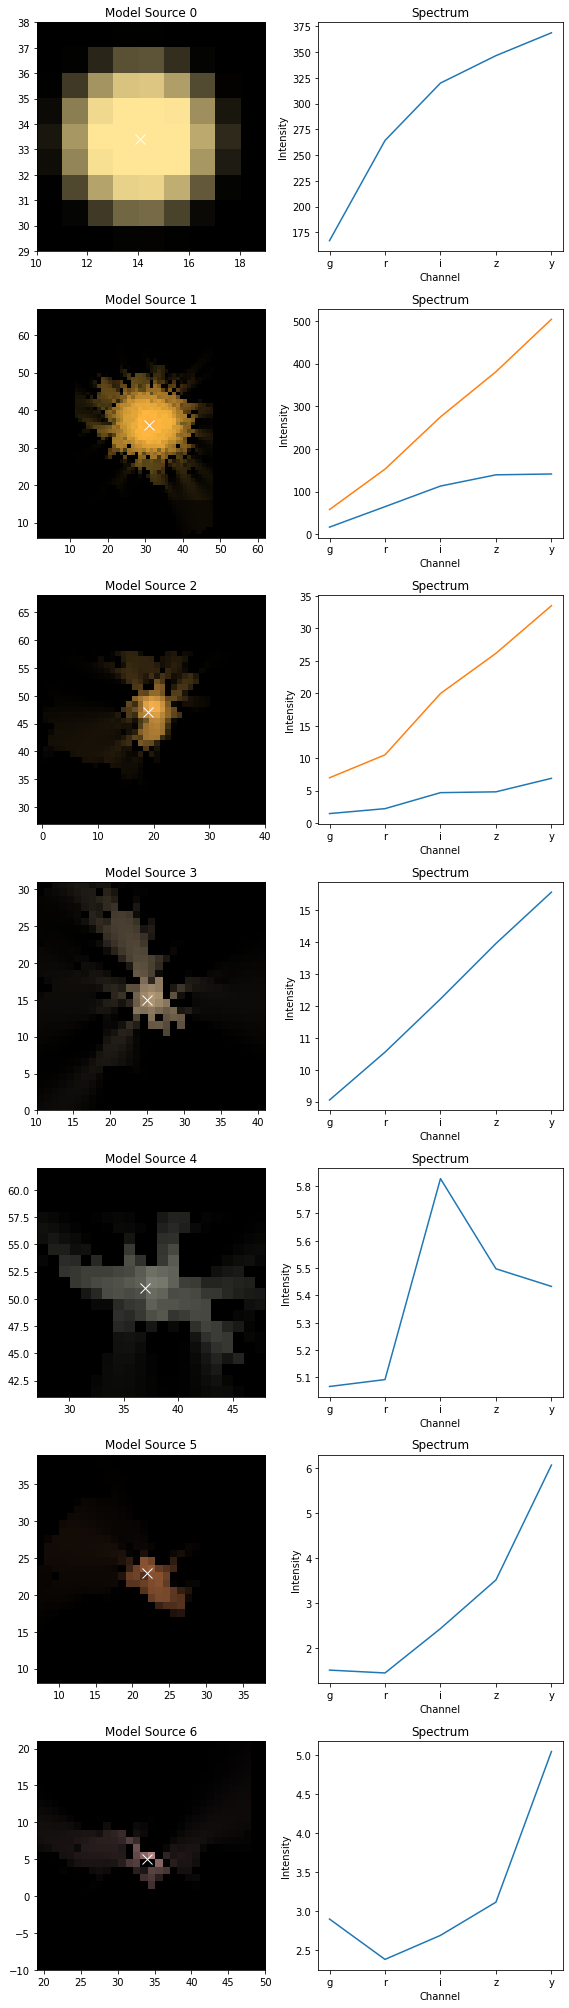 Model Source 0
Spectrum
38
37
36
35
34
33
32
31
30
29
10 12 14 16 18
375
350
325
300
275
250
225
200
175
Intensity
g r i z y
Channel
Model Source 1
Spectrum
60
50
40
30
20
10
10 20 30 40 50 60
500
400
300
200
100
0
Intensity
g r i z y
Channel
Model Source 2
Spectrum
65
60
55
50
45
40
35
30
0 10 20 30 40
35
30
25
20
15
10
5
0
Intensity
g r i z y
Channel
Model Source 3
Spectrum
30
25
20
15
10
5
0
10 15 20 25 30 35 40
15
14
13
12
11
10
9
Intensity
g r i z y
Channel
Model Source 4
Spectrum
60.0
57.5
55.0
52.5
50.0
47.5
45.0
42.5
30 35 40 45
5.8
5.7
5.6
5.5
5.4
5.3
5.2
5.1
Intensity
g r i z y
Channel
Model Source 5
Spectrum
35
30
25
20
15
10
10 15 20 25 30 35
6
5
4
3
2
Intensity
g r i z y
Channel
Model Source 6
Spectrum
20
15
10
5
0
−5
−10
20 25 30 35 40 45 50
5.0
4.5
4.0
3.5
3.0
2.5
Intensity
g r i z y
Channel